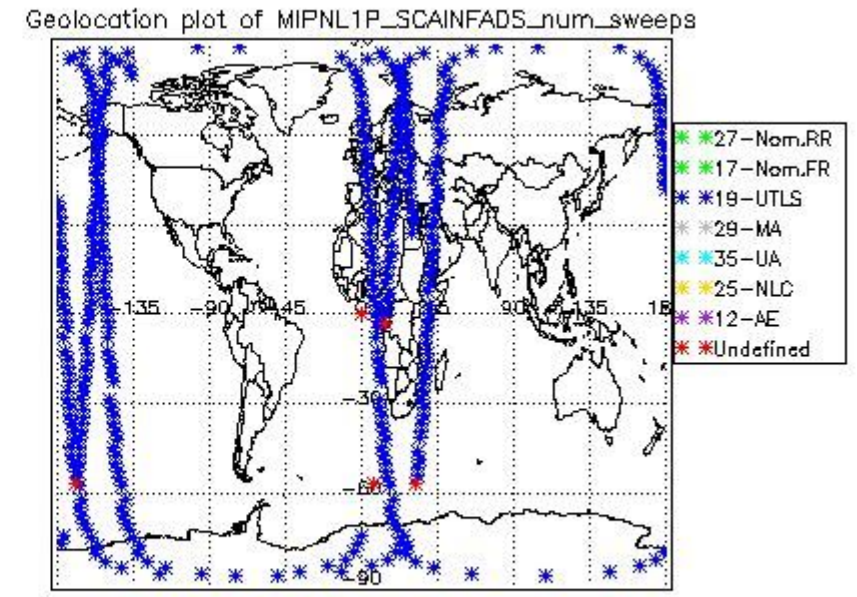 Geolocation plot of MIPNL1P_SCAINFADS_num_sweeps
27-Nom.RR
17-Nom.FR
19-UTLS
29-MA
35-UA
25-NLC
12-AE
Undefined
-135
-90
-45
90
135
-30
-60
-90